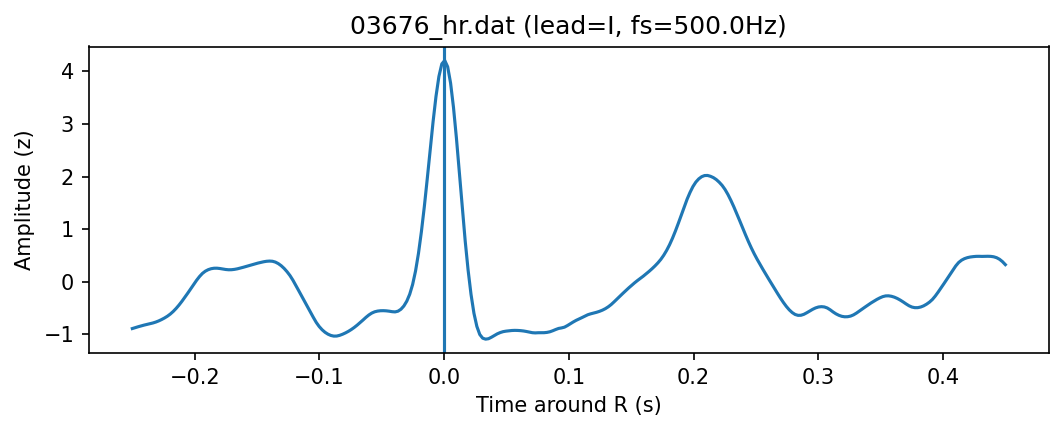 03676_hr.dat (lead=I, fs=500.0Hz)
Amplitude (z)
4
3
2
1
0
−1
−0.2 −0.1 0.0 0.1 0.2 0.3 0.4
Time around R (s)